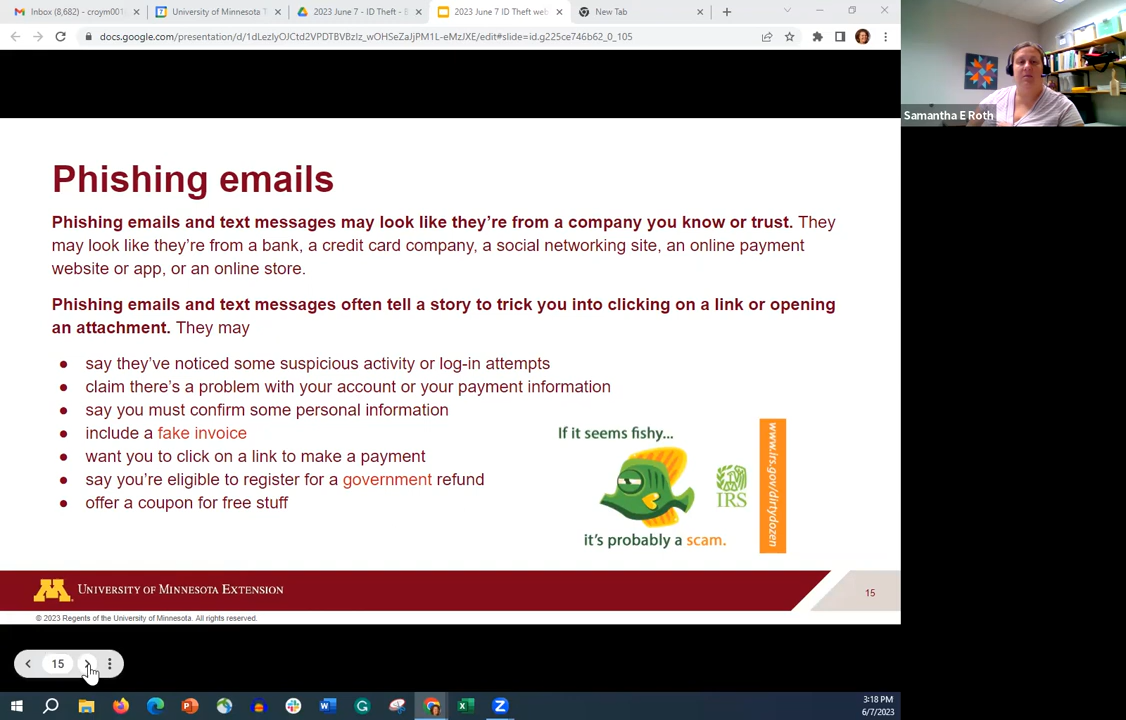 Inbox (8,682) - croym001
University of Minnesota T
2023 June 7 - ID Theft - E
2023 June 7 ID Theft web
New Tab
docs.google.com/presentation/d/1dLezIyOJCtd2VPDTBVBzIz_wOHSeZaJjPM1L-eMzJXE/edit#slide=id.g225ce746b62_0_105
Samantha E Roth
Phishing emails
Phishing emails and text messages may look like they're from a company you know or trust. They
may look like they're from a bank, a credit card company, a social networking site, an online payment
website or app, or an online store.
Phishing emails and text messages often tell a story to trick you into clicking on a link or opening
an attachment. They may
● say they've noticed some suspicious activity or log-in attempts
● claim there's a problem with your account or your payment information
● say you must confirm some personal information
● include a fake invoice
● want you to click on a link to make a payment
● say you're eligible to register for a government refund
● offer a coupon for free stuff
If it seems fishy...
IRS
it's probably a scam.
www.irs.gov/dirtydozen
UNIVERSITY OF MINNESOTA EXTENSION
15
© 2023 Regents of the University of Minnesota. All rights reserved.
15
3:18 PM
6/7/2023